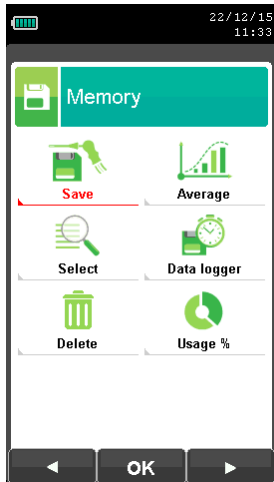 22/12/15
11:33
Memory
Save
Average
Select
Data logger
Delete
Usage %
OK